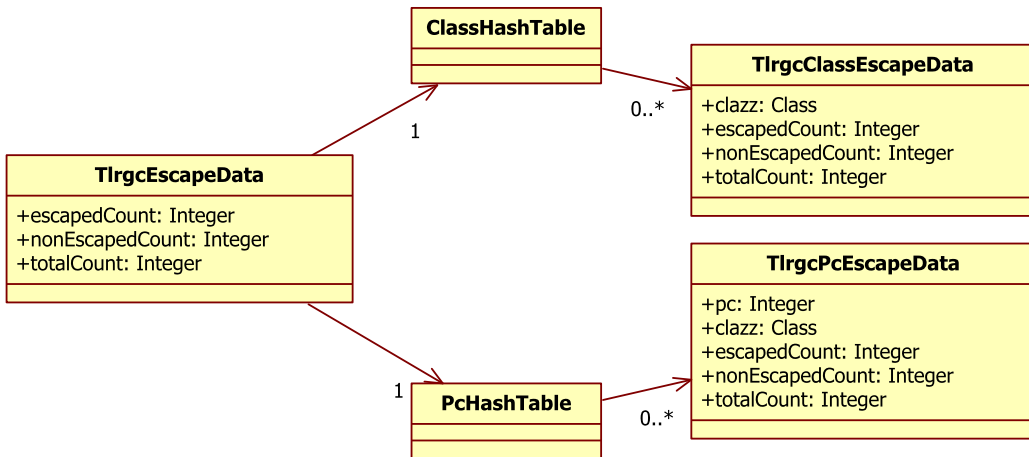 ClassHashTable
TlrgcClassEscapeData
+clazz: Class
+escapedCount: Integer
+nonEscapedCount: Integer
+totalCount: Integer
0..*
1
TlrgcEscapeData
+escapedCount: Integer
+nonEscapedCount: Integer
+totalCount: Integer
TlrgcPcEscapeData
+pc: Integer
+clazz: Class
+escapedCount: Integer
+nonEscapedCount: Integer
+totalCount: Integer
1
PcHashTable
0..*